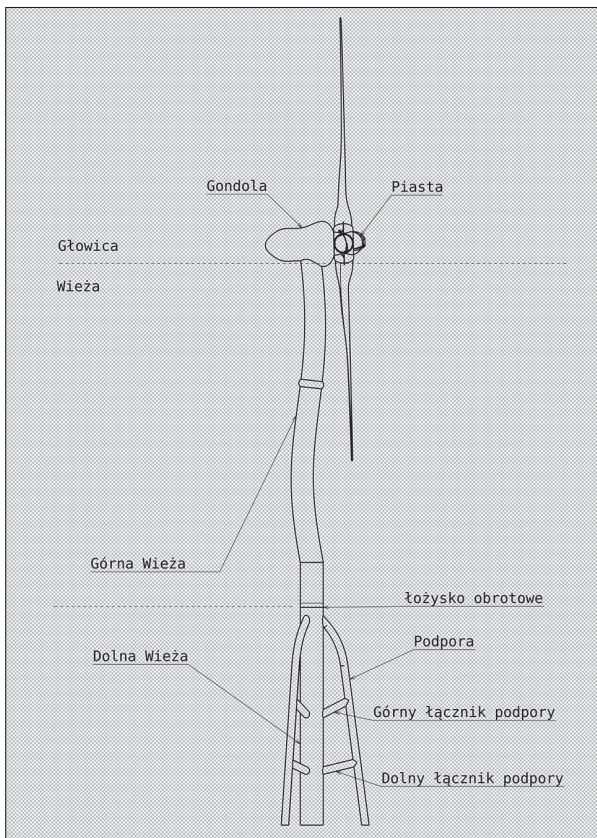 Gondola
Piasta
Głowica
Wieża
Górna Wieża
łożysko obrotowe
Podpora
Dolna Wieża
Górny łącznik podpory
Dolny łącznik podpory